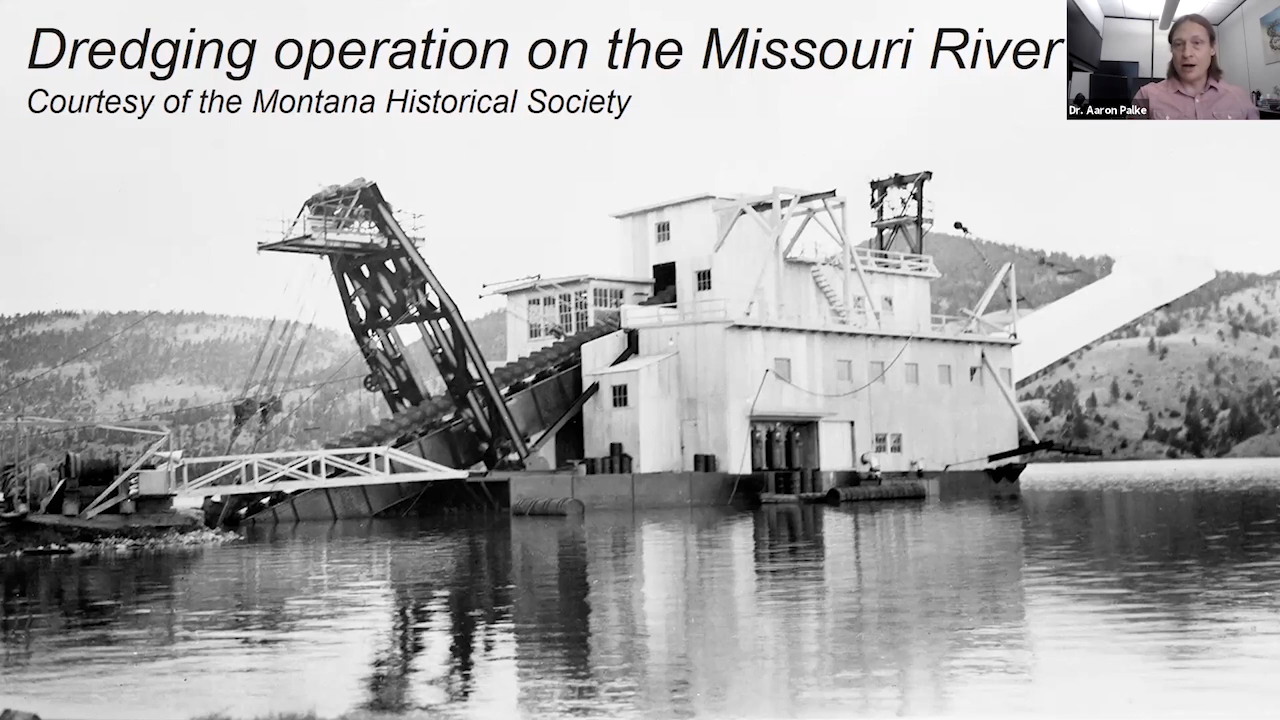 Dredging operation on the Missouri River
Courtesy of the Montana Historical Society
Dr. Aaron Palke